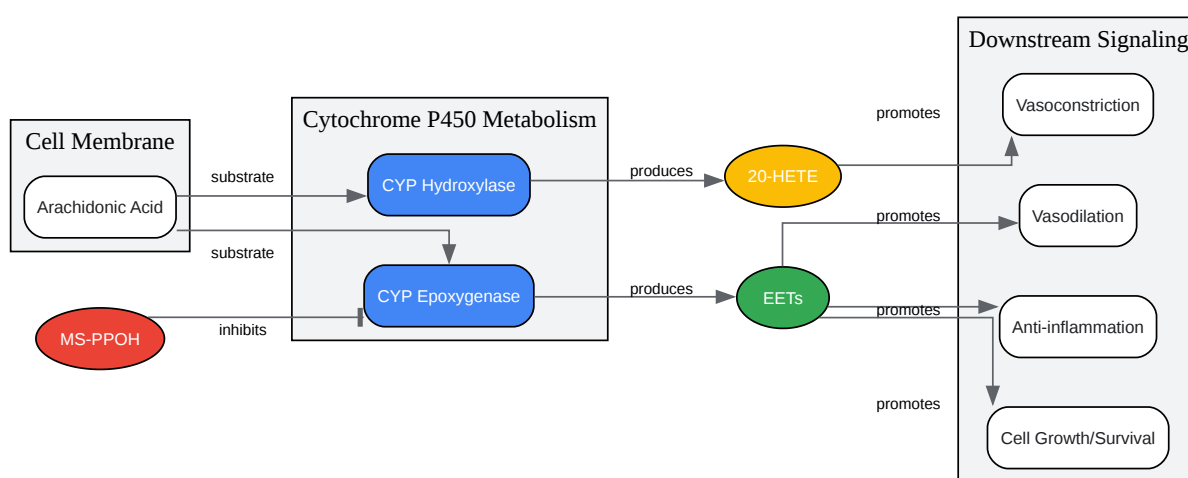 Downstream Signaling
Vasoconstriction
promotes
Cytochrome P450 Metabolism
Cell Membrane
substrate
CYP Hydroxylase
produces
20-HETE
Arachidonic Acid
promotes
Vasodilation
substrate
CYP Epoxygenase
produces
EETs
promotes
Anti-inflammation
MS-PPOH
inhibits
promotes
Cell Growth/Survival